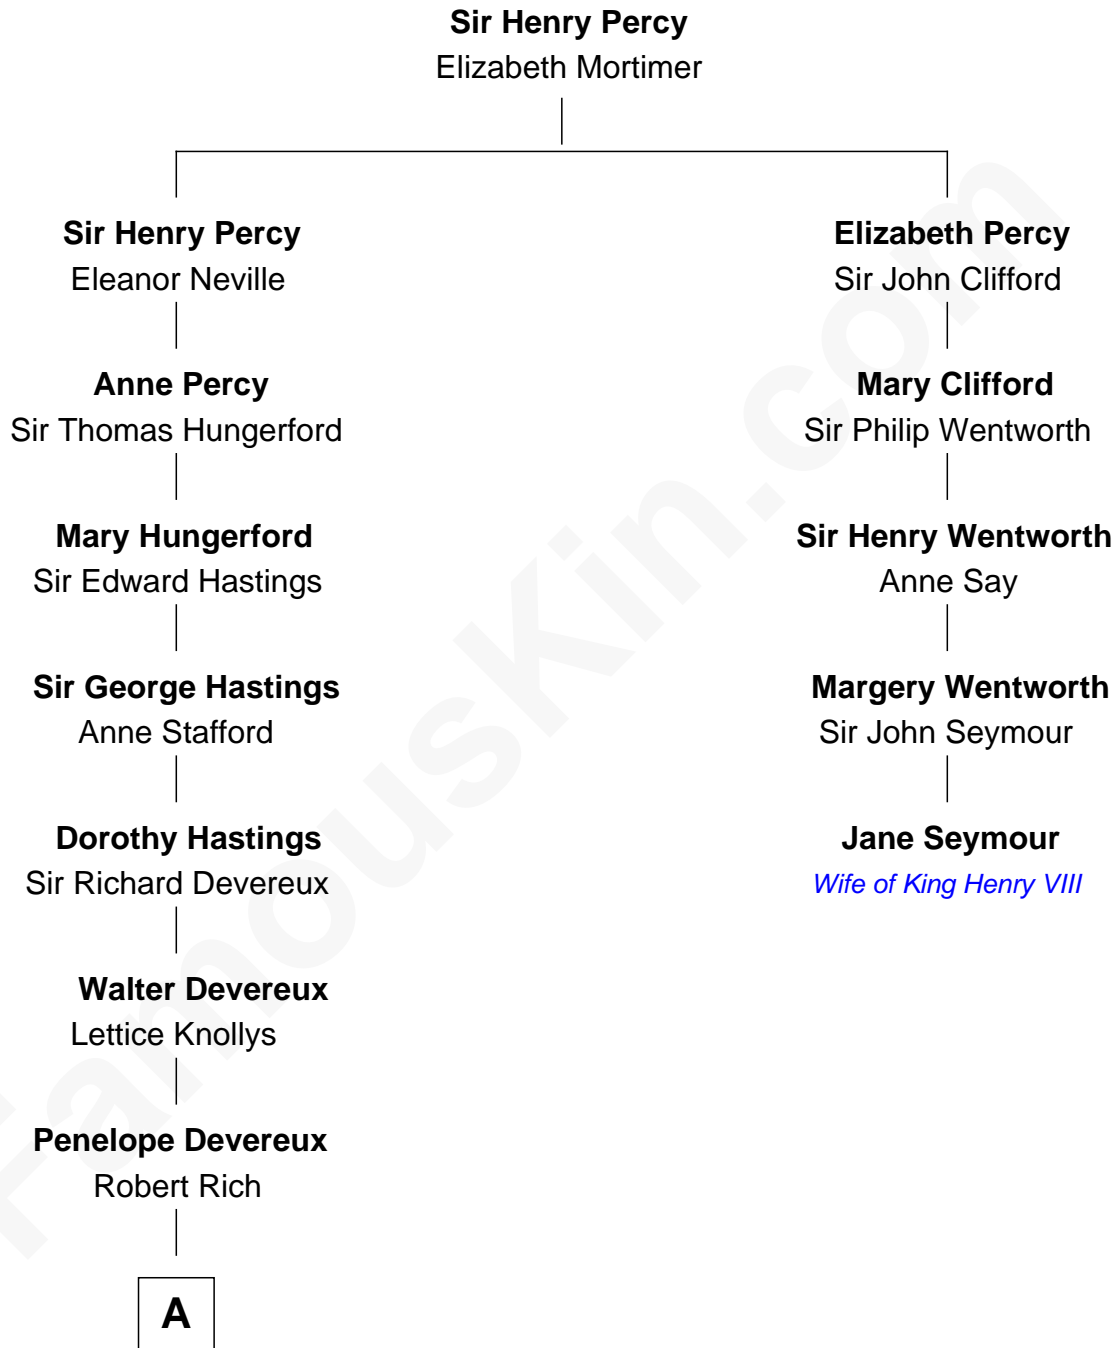 Sir Henry Percy
Elizabeth Mortimer
Sir Henry Percy
Eleanor Neville
Elizabeth Percy
Sir John Clifford
Anne Percy
Sir Thomas Hungerford
Mary Clifford
Sir Philip Wentworth
Mary Hungerford
Sir Edward Hastings
Sir Henry Wentworth
Anne Say
Sir George Hastings
Anne Stafford
Margery Wentworth
Sir John Seymour
Dorothy Hastings
Sir Richard Devereux
Jane Seymour
Wife of King Henry VIII
Walter Devereux
Lettice Knollys
Penelope Devereux
Robert Rich
A
FamousKin.com